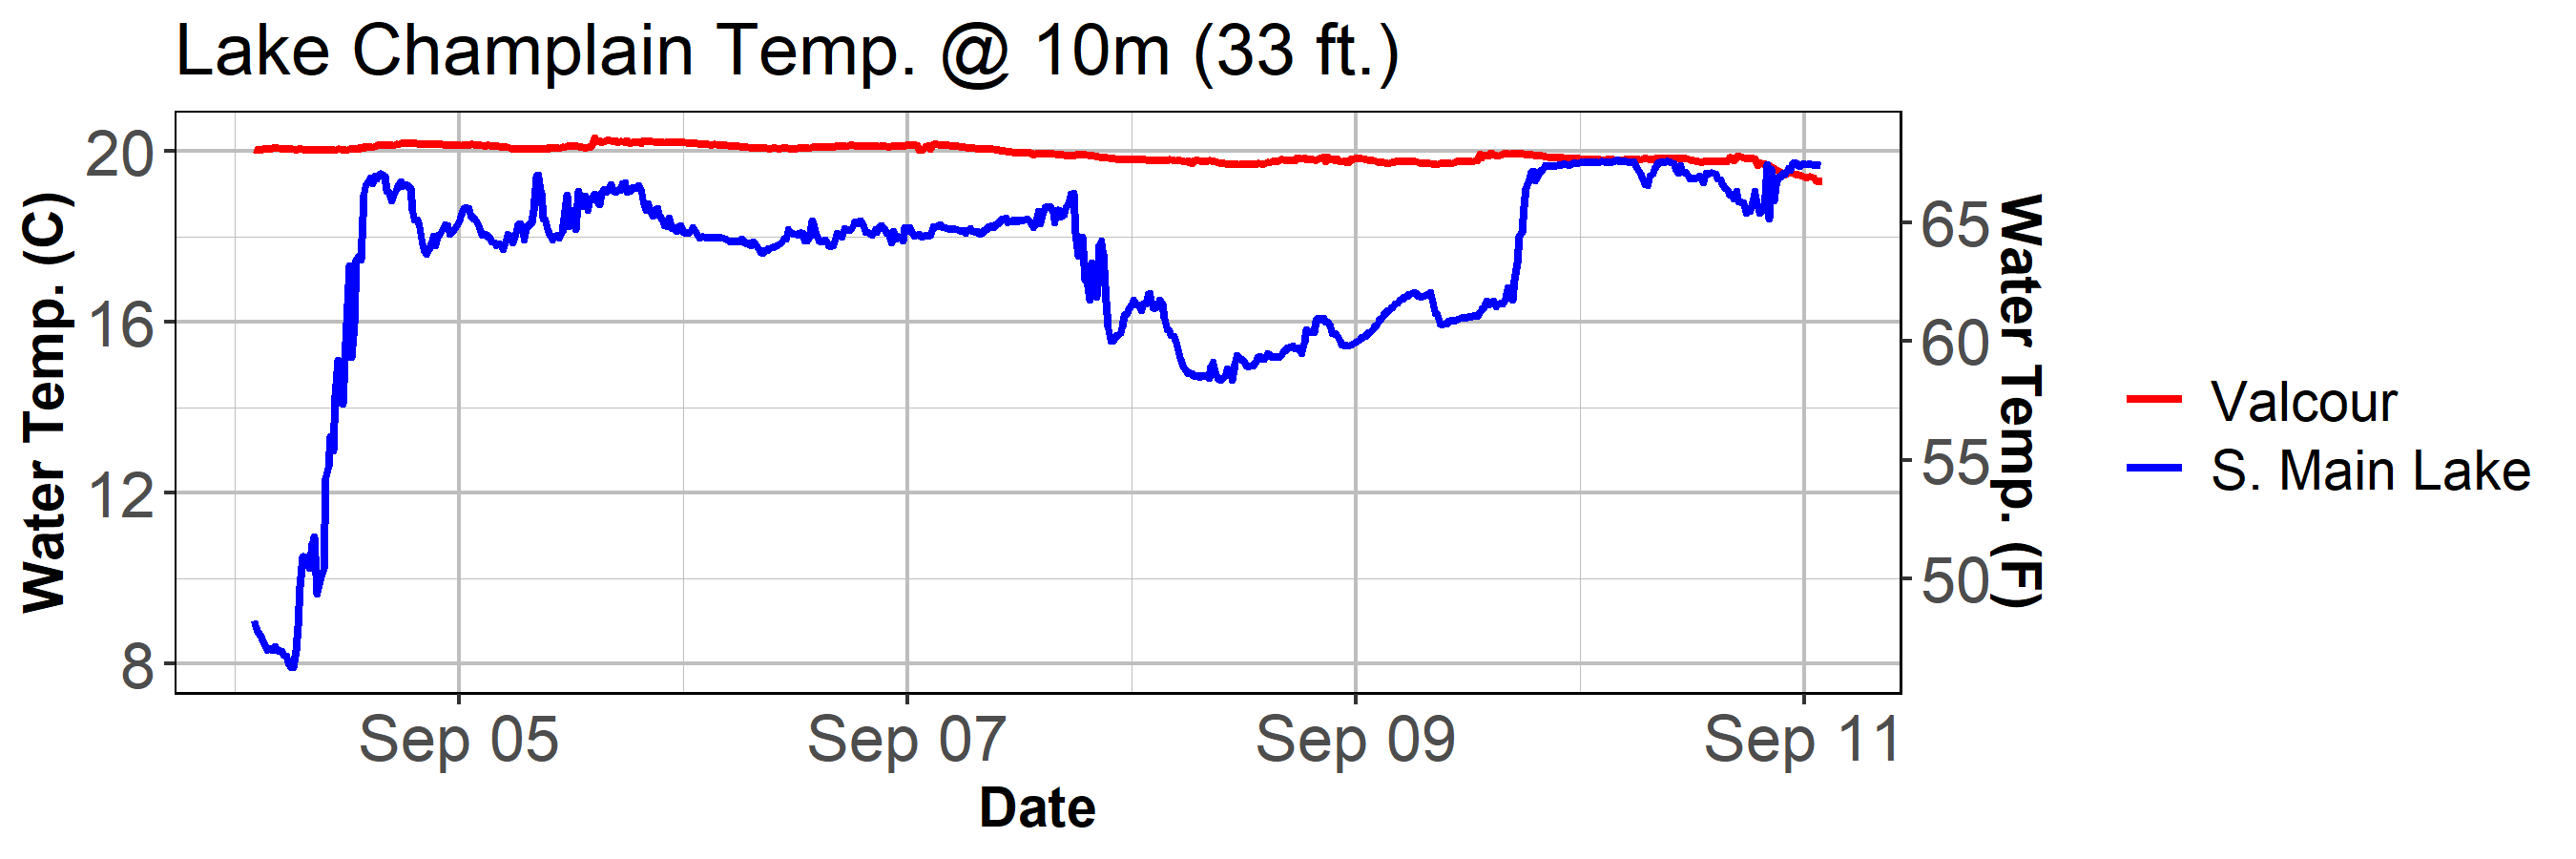 Lake Champlain Temp. @ 10m (33 ft.)
Water Temp. (C)
20
16
12
8
65
60
55
50
Water Temp. (F)
Sep 05
Sep 07
Sep 09
Sep 11
Date
Valcour
S. Main Lake